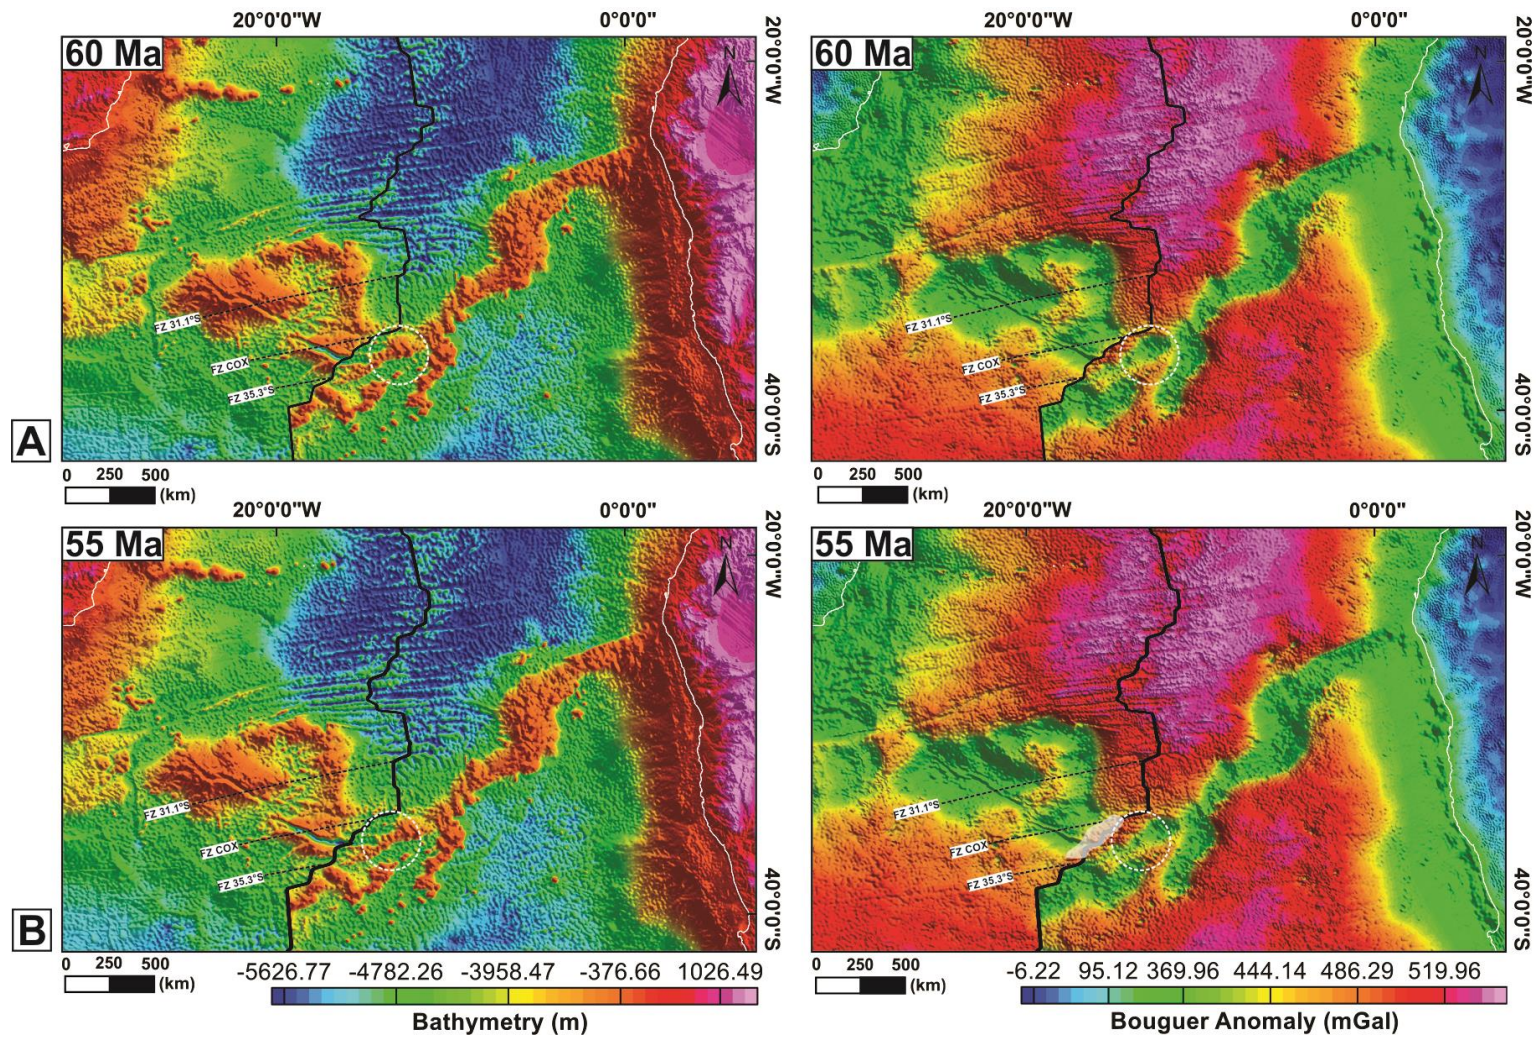 20°0'0"W 0°0'0"
20°0'0"W 0°0'0"
60 Ma
N
20°0'0"W
FZ 31.1°S
FZ COX
FZ 35.3°S
40°0'0"S
A
0 250 500
(km)
60 Ma
N
20°0'0"W
FZ 31.1°S
FZ COX
FZ 35.3°S
40°0'0"S
0 250 500
(km)
20°0'0"W 0°0'0"
20°0'0"W 0°0'0"
55 Ma
N
20°0'0"W
FZ 31.1°S
FZ COX
FZ 35.3°S
40°0'0"S
B
0 250 500
(km)
-5626.77 -4782.26 -3958.47 -376.66 1026.49
Bathymetry (m)
55 Ma
N
20°0'0"W
FZ 31.1°S
FZ COX
FZ 35.3°S
40°0'0"S
0 250 500
(km)
-6.22 95.12 369.96 444.14 486.29 519.96
Bouguer Anomaly (mGal)